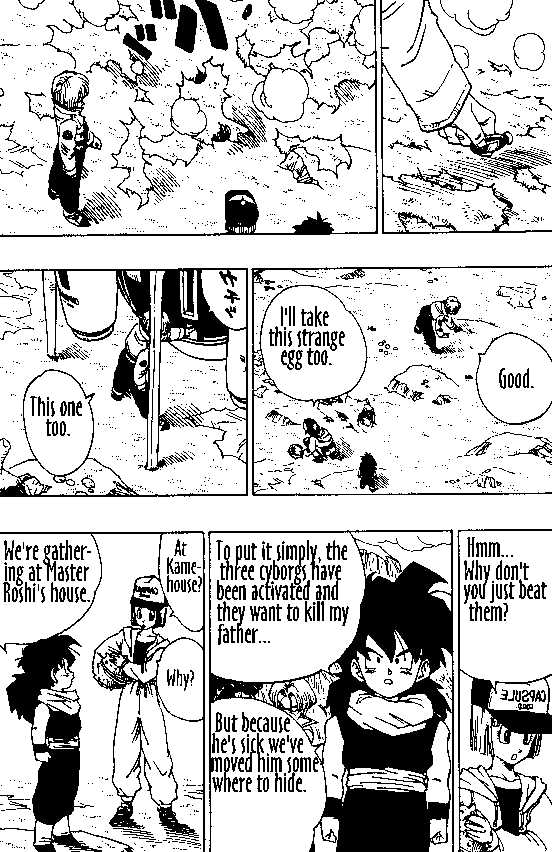 This one
too.
I'll take
this strange
egg too.
Good.
We're gather-
ing at Master
Roshi's house.
At
Kame-
house?
Why?
To put it simply, the
three cyborgs have
been activated and
they want to kill my
father...
But because
he's sick we've
moved him some
where to hide.
Hmm...
Why don't
you just beat
them?
CAPSULE